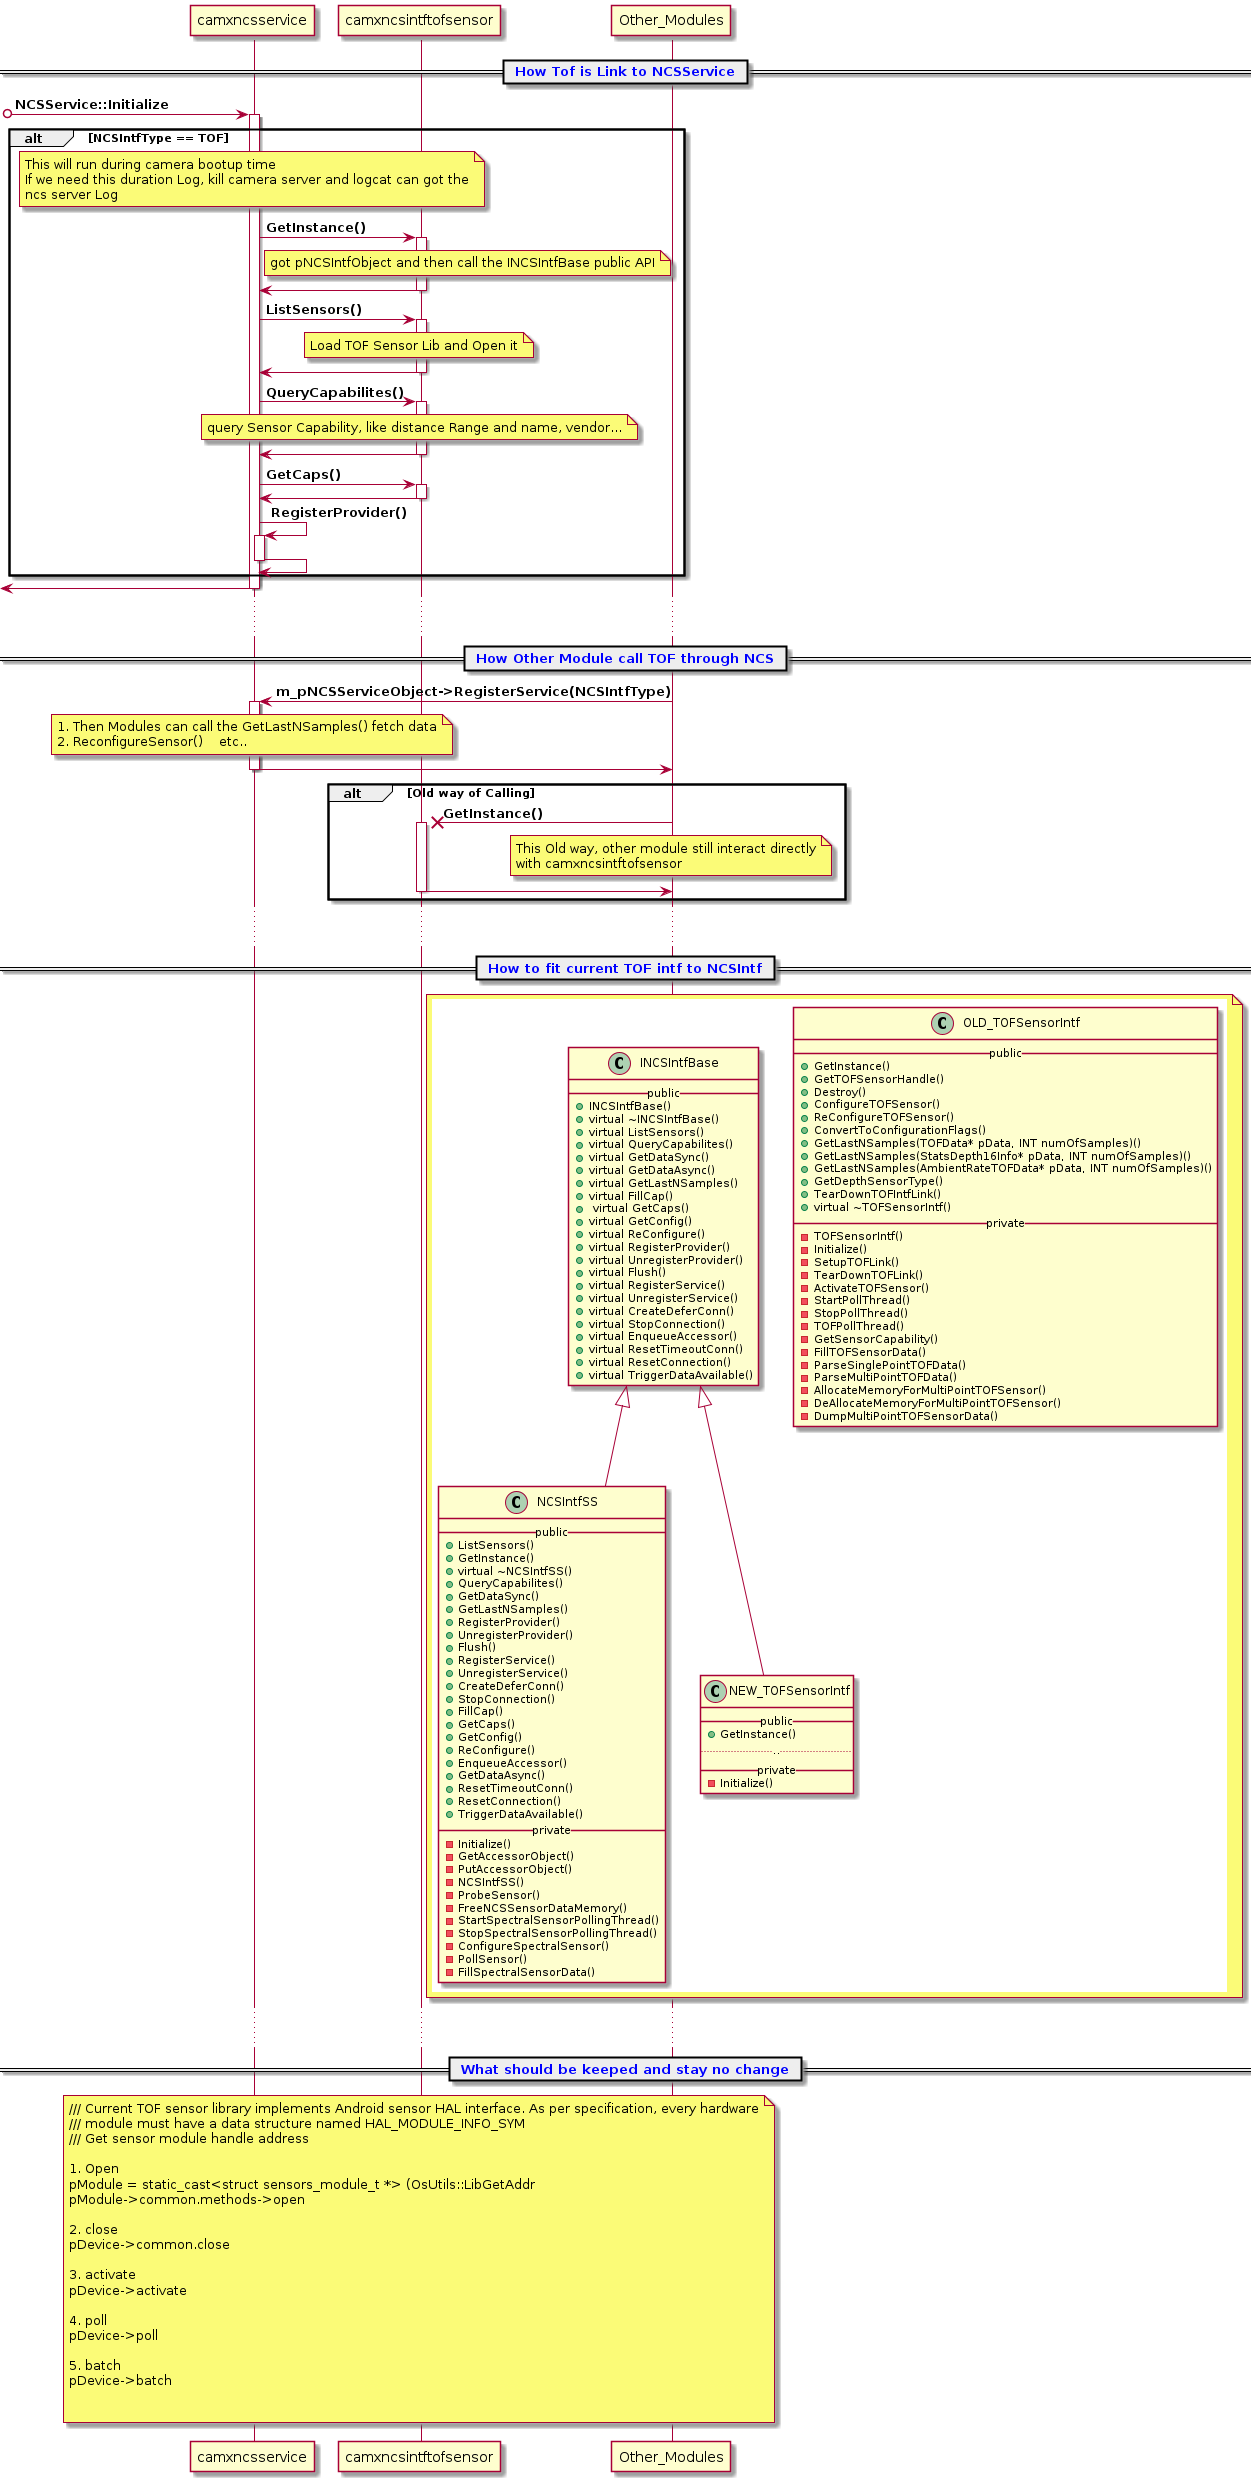 camxncsservice
camxncsintftofsensor
Other_Modules
How Tof is Link to NCSService
NCSService::Initialize
alt
[NCSIntfType == TOF]
This will run during camera bootup time
If we need this duration Log, kill camera server and logcat can got the
ncs server Log
GetInstance()
got pNCSIntfObject and then call the INCSIntfBase public API
ListSensors()
Load TOF Sensor Lib and Open it
QueryCapabilites()
query Sensor Capability, like distance Range and name, vendor...
GetCaps()
RegisterProvider()
How Other Module call TOF through NCS
m_pNCSServiceObject->RegisterService(NCSIntfType)
1. Then Modules can call the GetLastNSamples() fetch data
2. ReconfigureSensor()    etc..
alt
[Old way of Calling]
GetInstance()
This Old way, other module still interact directly
with camxncsintftofsensor
How to fit current TOF intf to NCSIntf
OLD_TOFSensorIntf
public
GetInstance()
GetTOFSensorHandle()
Destroy()
ConfigureTOFSensor()
ReConfigureTOFSensor()
ConvertToConfigurationFlags()
GetLastNSamples(TOFData* pData, INT numOfSamples)()
GetLastNSamples(StatsDepth16Info* pData, INT numOfSamples)()
GetLastNSamples(AmbientRateTOFData* pData, INT numOfSamples)()
GetDepthSensorType()
TearDownTOFIntfLink()
virtual ~TOFSensorIntf()
private
TOFSensorIntf()
Initialize()
SetupTOFLink()
TearDownTOFLink()
ActivateTOFSensor()
StartPollThread()
StopPollThread()
TOFPollThread()
GetSensorCapability()
FillTOFSensorData()
ParseSinglePointTOFData()
ParseMultiPointTOFData()
AllocateMemoryForMultiPointTOFSensor()
DeAllocateMemoryForMultiPointTOFSensor()
DumpMultiPointTOFSensorData()
INCSIntfBase
public
INCSIntfBase()
virtual ~INCSIntfBase()
virtual ListSensors()
virtual QueryCapabilites()
virtual GetDataSync()
virtual GetDataAsync()
virtual GetLastNSamples()
virtual FillCap()
virtual GetCaps()
virtual GetConfig()
virtual ReConfigure()
virtual RegisterProvider()
virtual UnregisterProvider()
virtual Flush()
virtual RegisterService()
virtual UnregisterService()
virtual CreateDeferConn()
virtual StopConnection()
virtual EnqueueAccessor()
virtual ResetTimeoutConn()
virtual ResetConnection()
virtual TriggerDataAvailable()
NCSIntfSS
public
ListSensors()
GetInstance()
virtual ~NCSIntfSS()
QueryCapabilites()
GetDataSync()
GetLastNSamples()
RegisterProvider()
UnregisterProvider()
Flush()
RegisterService()
UnregisterService()
CreateDeferConn()
StopConnection()
FillCap()
GetCaps()
GetConfig()
ReConfigure()
EnqueueAccessor()
GetDataAsync()
ResetTimeoutConn()
ResetConnection()
TriggerDataAvailable()
private
Initialize()
GetAccessorObject()
PutAccessorObject()
NCSIntfSS()
ProbeSensor()
FreeNCSSensorDataMemory()
StartSpectralSensorPollingThread()
StopSpectralSensorPollingThread()
ConfigureSpectralSensor()
PollSensor()
FillSpectralSensorData()
NEW_TOFSensorIntf
public
GetInstance()
..
private
Initialize()
What should be keeped and stay no change
/// Current TOF sensor library implements Android sensor HAL interface. As per specification, every hardware
/// module must have a data structure named HAL_MODULE_INFO_SYM
/// Get sensor module handle address
1. Open
pModule = static_cast<struct sensors_module_t *> (OsUtils::LibGetAddr
pModule->common.methods->open
2. close
pDevice->common.close
3. activate
pDevice->activate
4. poll
pDevice->poll
5. batch
pDevice->batch
camxncsservice
camxncsintftofsensor
Other_Modules